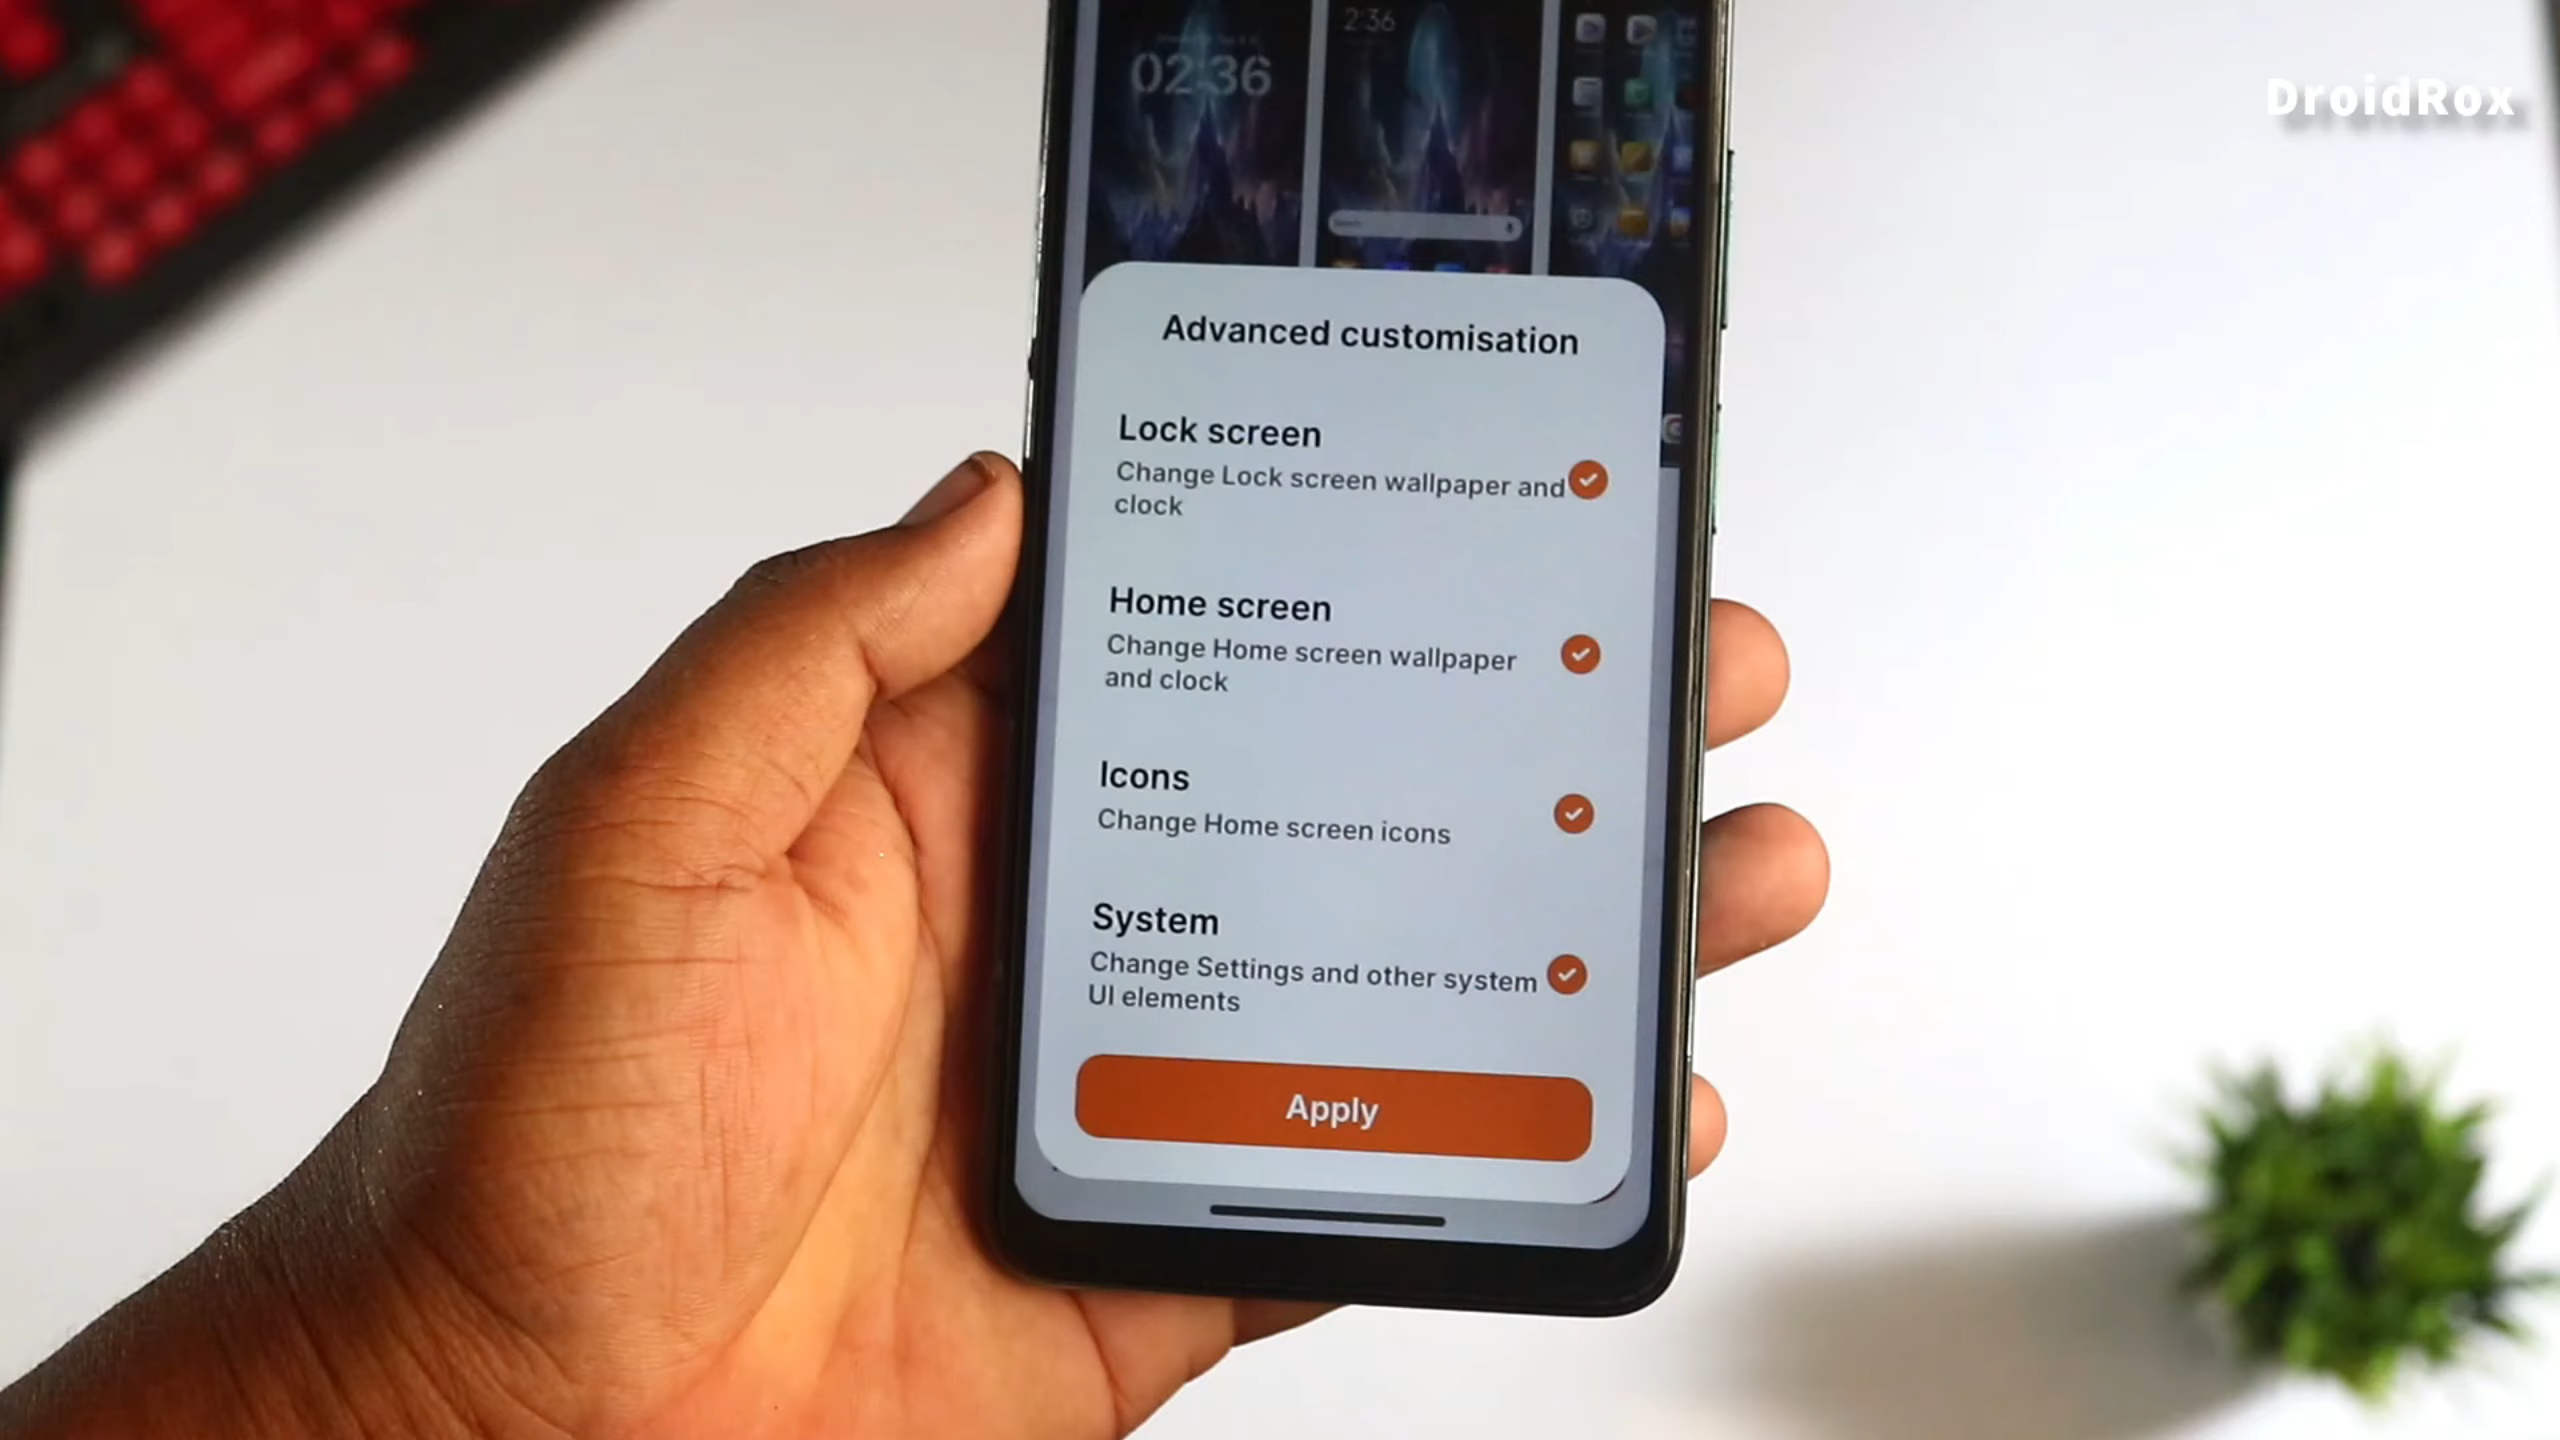 DroidRox
02:36
2:36
Advanced customisation
Lock screen
Change Lock screen wallpaper and
clock
Home screen
Change Home screen wallpaper
and clock
Icons
Change Home screen icons
System
Change Settings and other system
UI elements
Apply